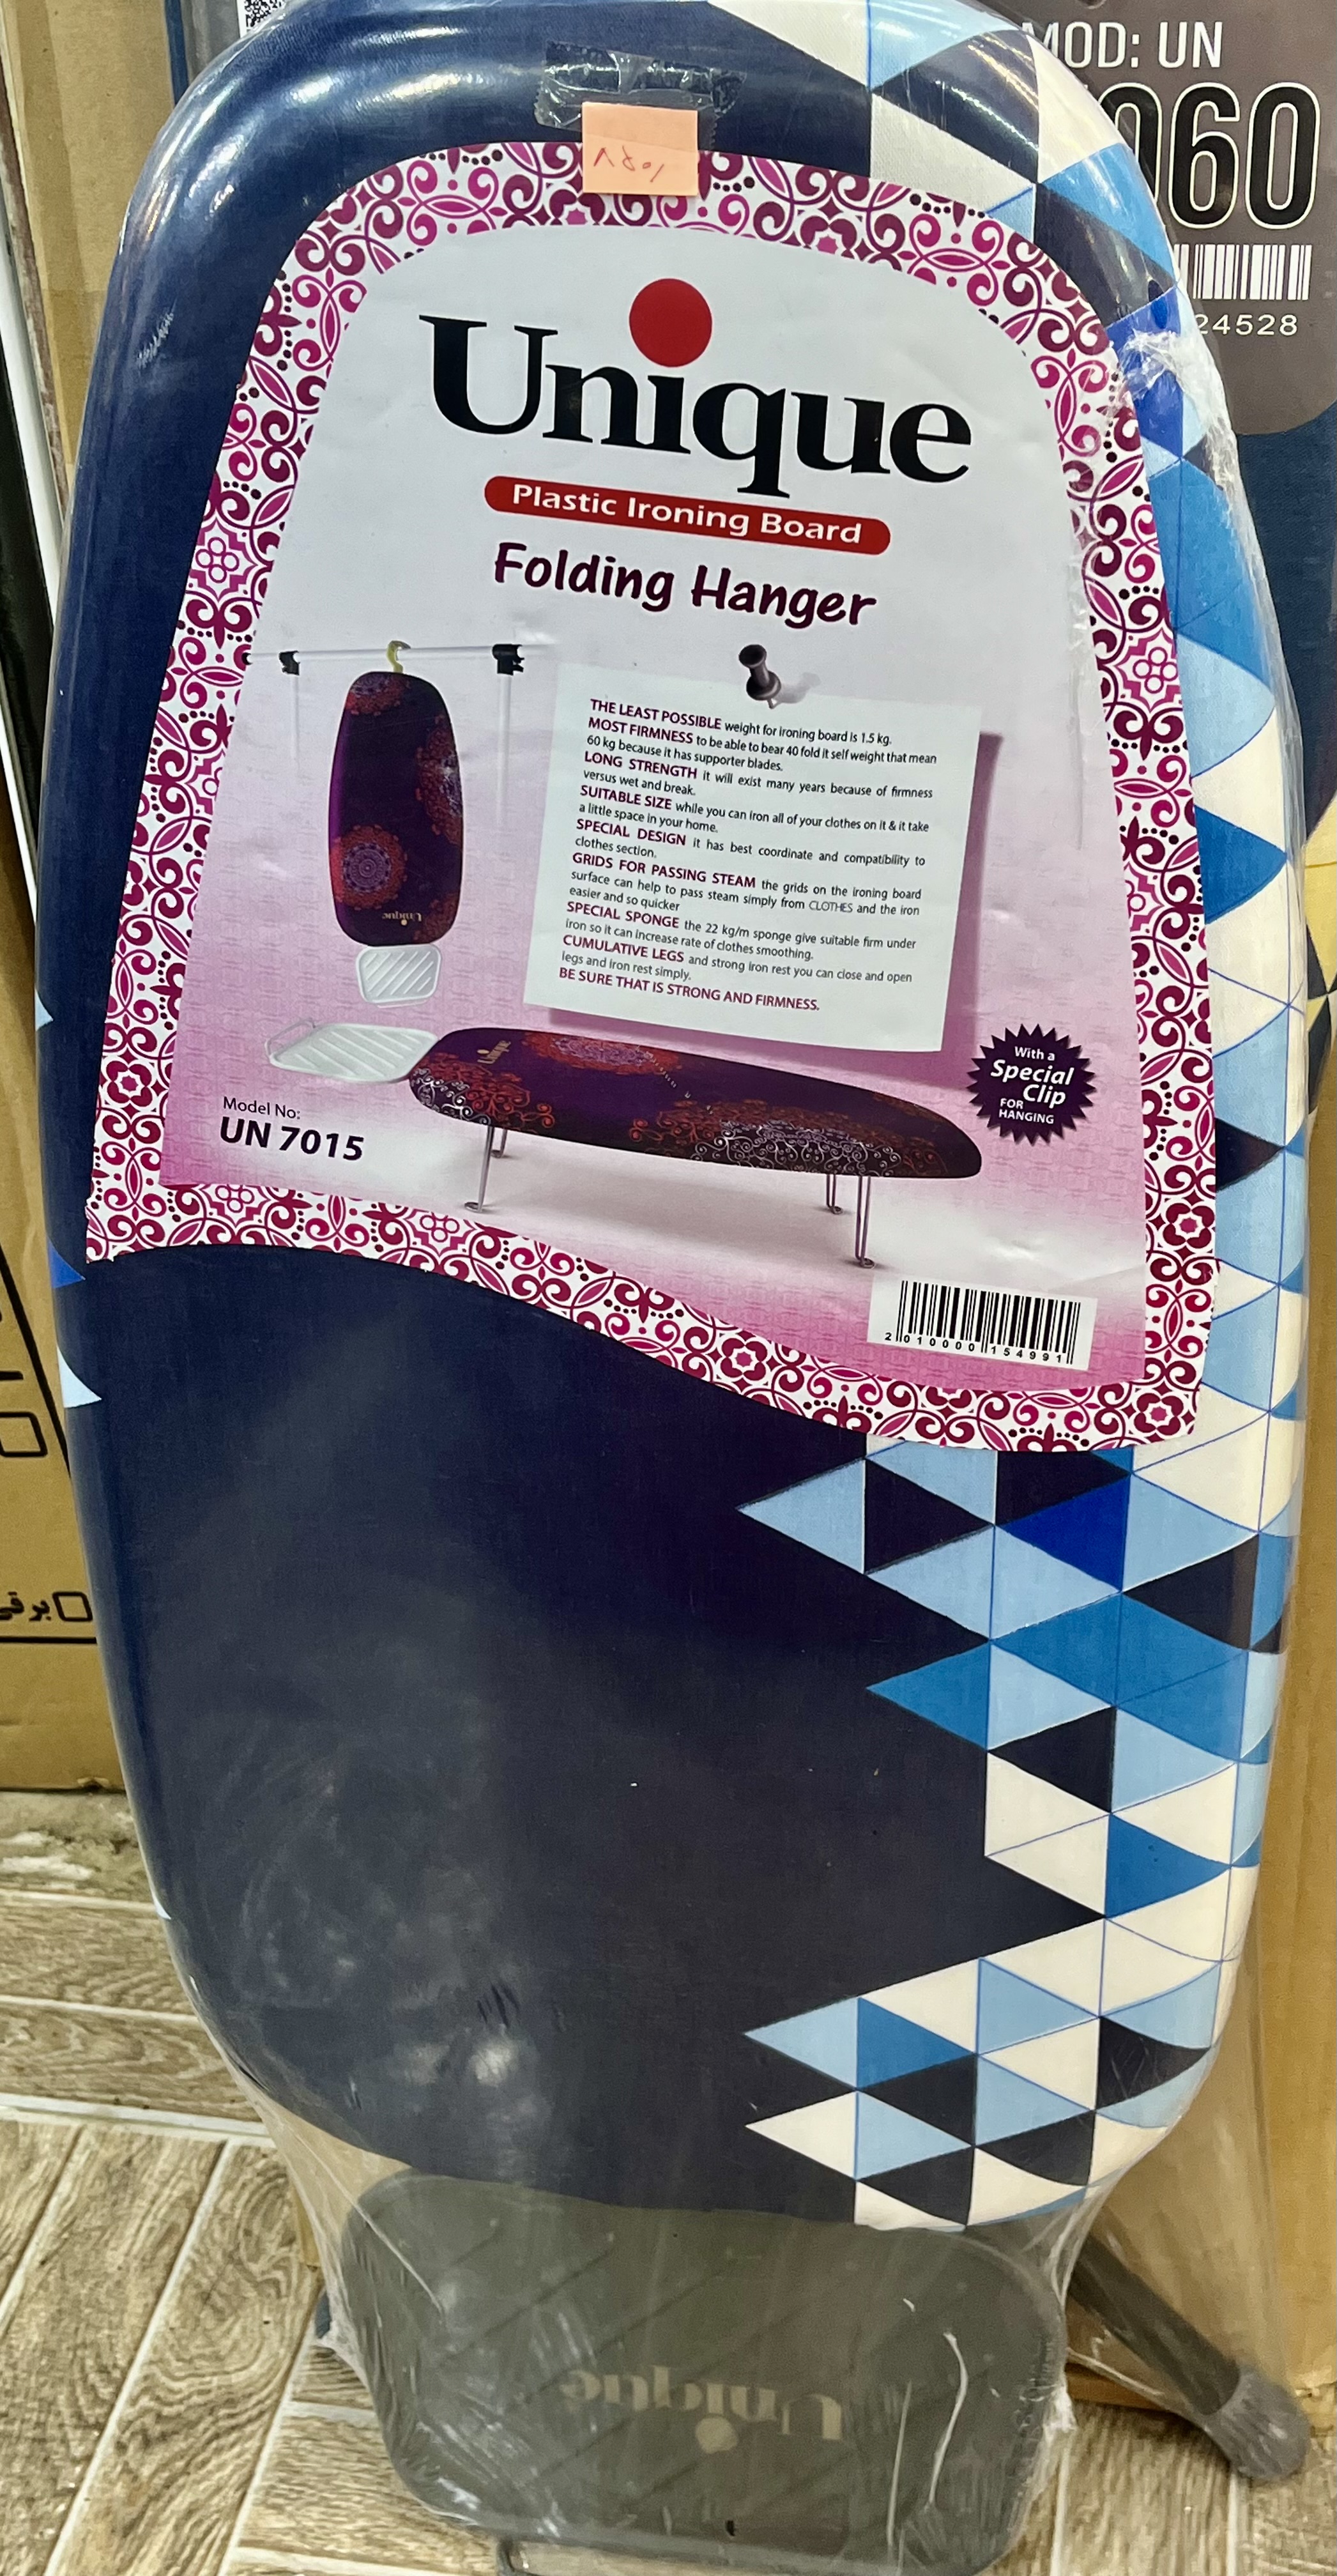 MOD: UN
060
24528
Unique
Plastic Ironing Board
Folding Hanger
THE LEAST POSSIBLE weight for ironing board is 1.5 kg.
MOST FIRMNESS to be able to bear 40 fold it self weight that mean
60 kg because it has supporter blades.
LONG STRENGTH it will exist many years because of firmness
versus wet and break.
SUITABLE SIZE while you can iron all of your clothes on it & it take
a little space in your home.
SPECIAL DESIGN it has best coordinate and compatibility to
clothes section.
GRIDS FOR PASSING STEAM the grids on the ironing board
surface can help to pass steam simply from CLOTHES and the iron
easier and so quicker
SPECIAL SPONGE the 22 kg/m sponge give suitable firm under
iron so it can increase rate of clothes smoothing.
CUMULATIVE LEGS and strong iron rest you can close and open
legs and iron rest simply.
BE SURE THAT IS STRONG AND FIRMNESS.
Unique
Unique
With a
Special
Clip
FOR
HANGING
Model No:
UN 7015
2 010000 154991
برقی
Unique